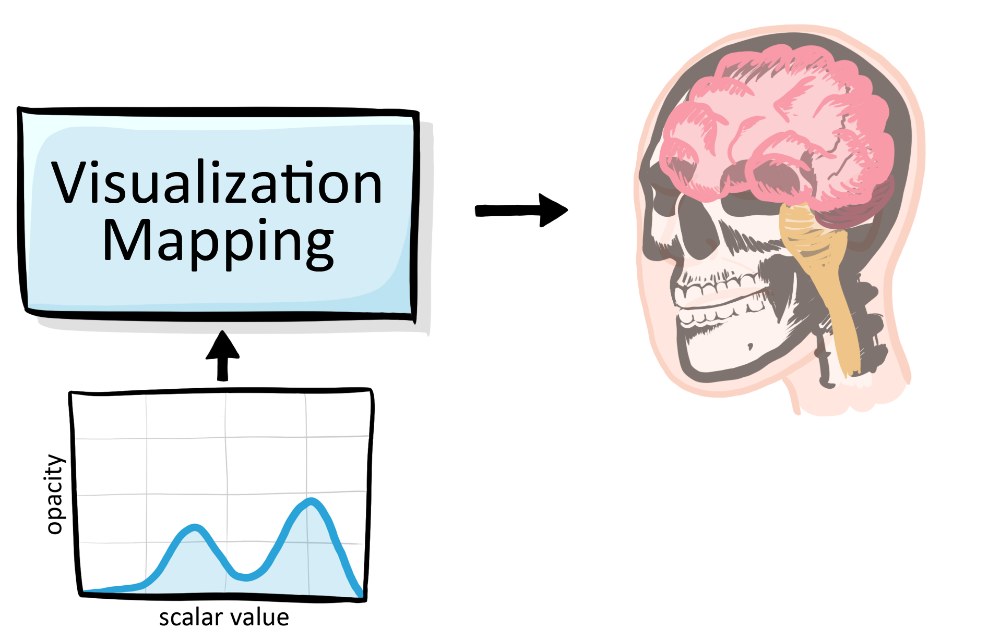 Visualization
Mapping
opacity
scalar value